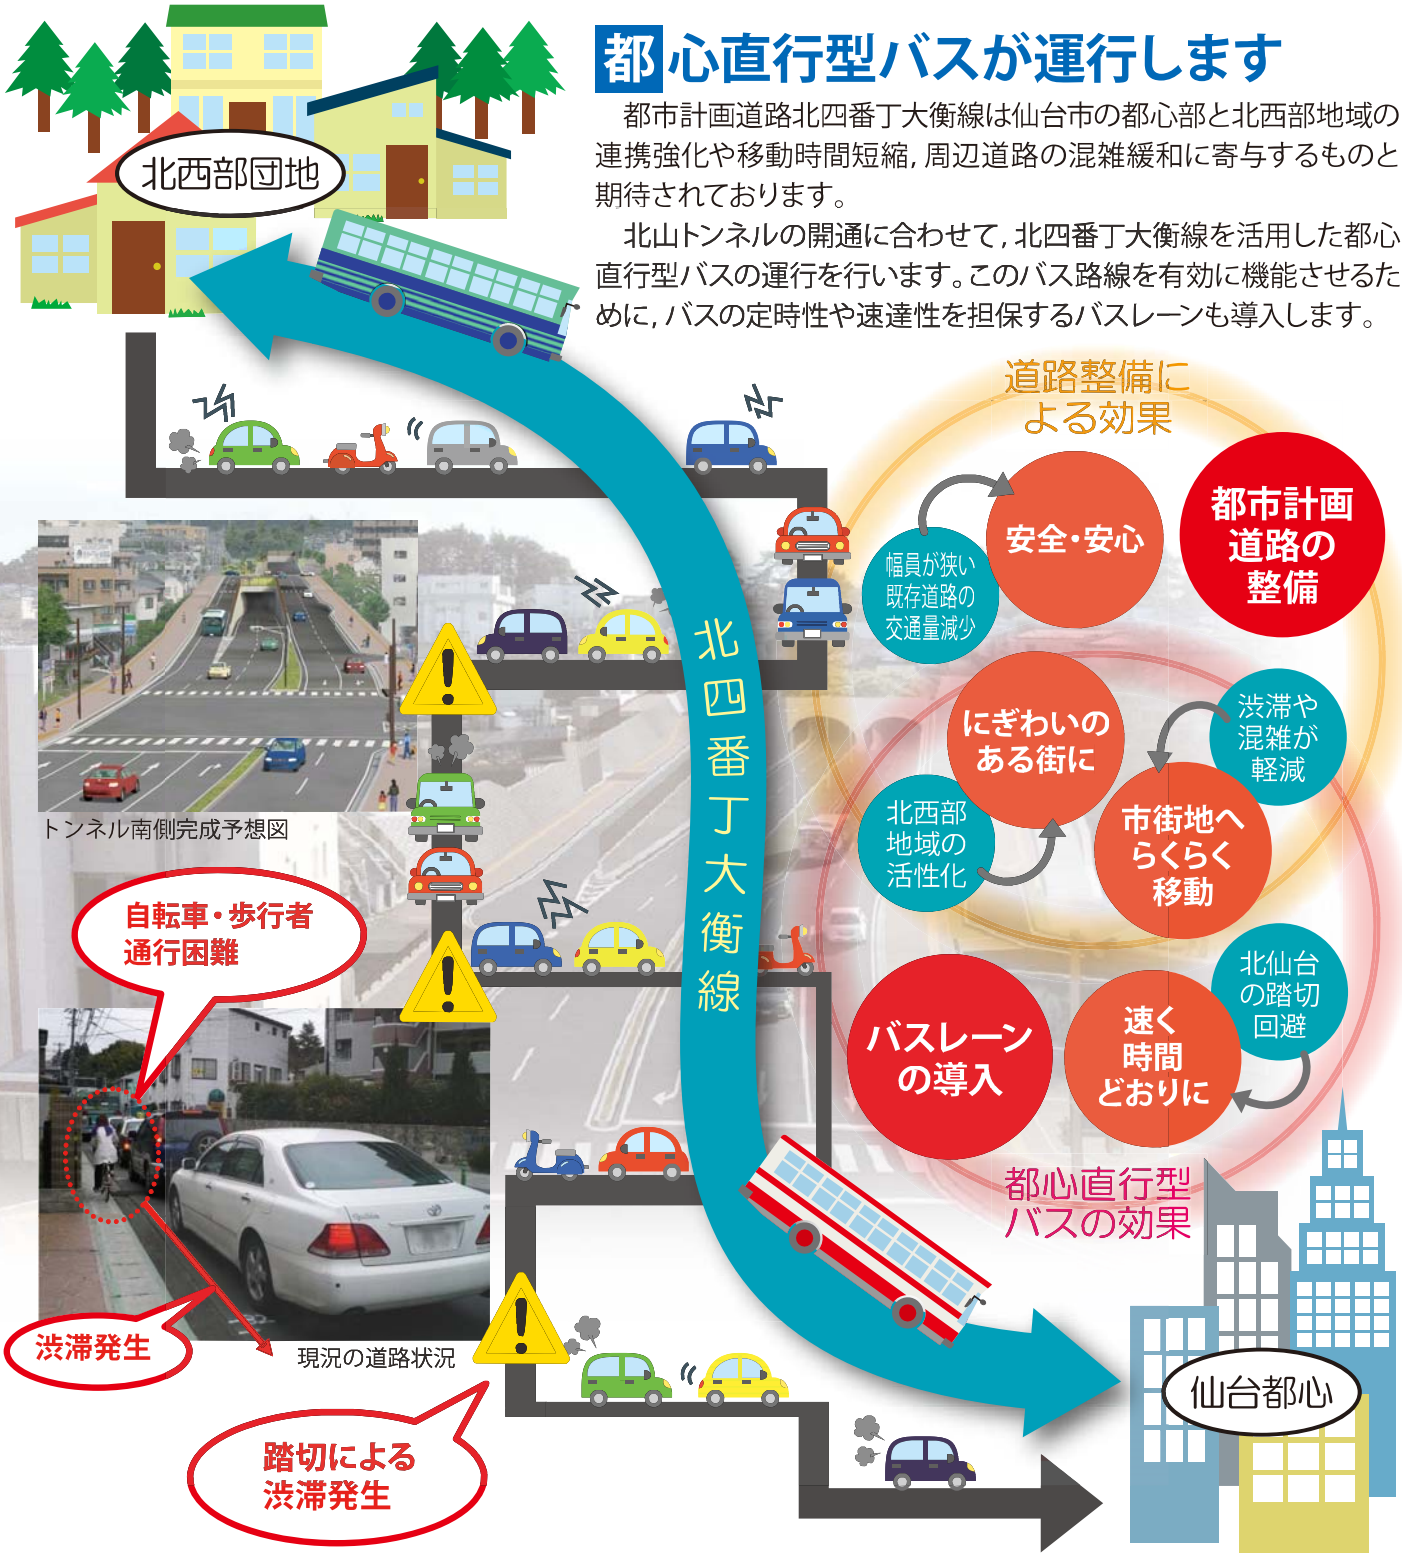 都心直行型バスが運行します
都市計画道路北四番丁大衡線は仙台市の都心部と北西部地域の
連携強化や移動時間短縮,周辺道路の混雑緩和に寄与するものと
期待されております。
北山トンネルの開通に合わせて,北四番丁大衡線を活用した都心
直行型バスの運行を行います。このバス路線を有効に機能させるた
めに,バスの定時性や速達性を担保するバスレーンも導入します。
北西部団地
道路整備に
よる効果
都市計画
道路の
整備
安全・安心
幅員が狭い
既存道路の
交通量減少
にぎわいの
ある街に
渋滞や
混雑が
軽減
北西部
地域の
活性化
市街地へ
らくらく
移動
北仙台
の踏切
回避
バスレーン
の導入
速く
時間
どおりに
都心直行型
バスの効果
北四番丁大衡線
トンネル南側完成予想図
自転車・歩行者
通行困難
渋滞発生
現況の道路状況
踏切による
渋滞発生
仙台都心